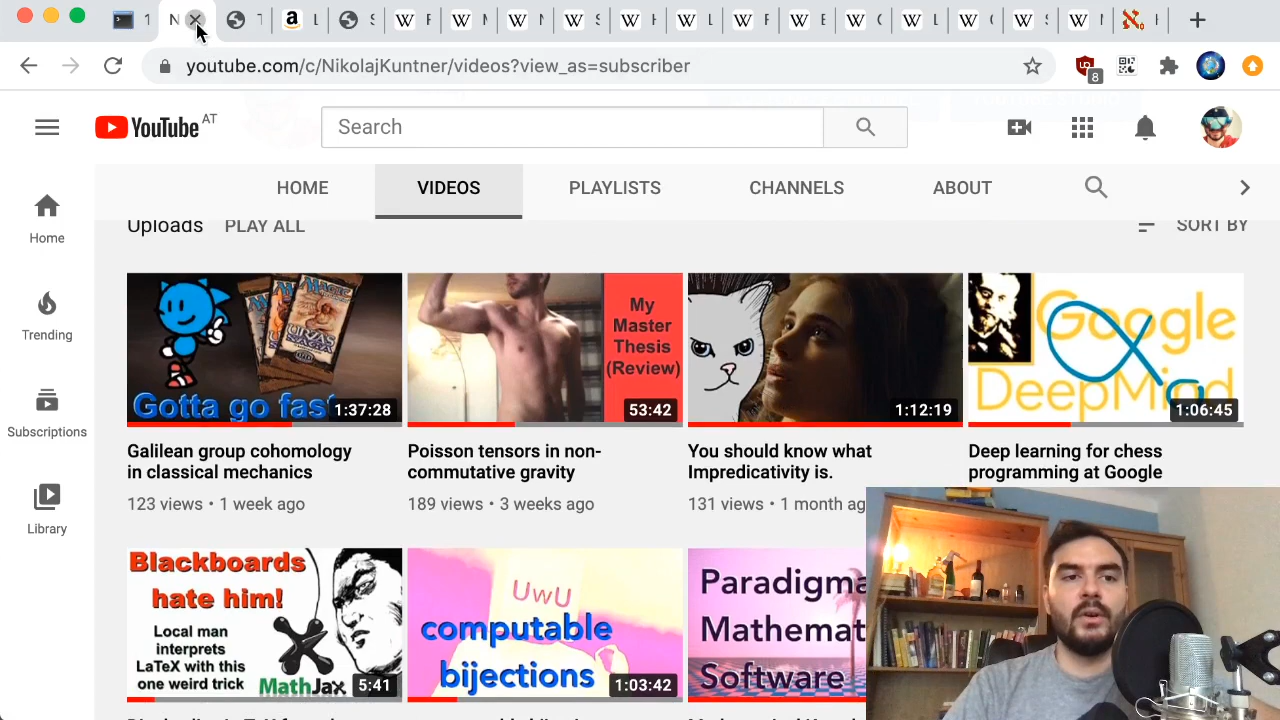 youtube.com/c/NikolajKuntner/videos?view_as=subscriber
8
YouTube AT
Search
HOME
VIDEOS
PLAYLISTS
CHANNELS
ABOUT
Home
Trending
Subscriptions
Library
Uploads
PLAY ALL
SORT BY
Gotta go fast
1:37:28
My
Master
Thesis
(Review)
53:42
1:12:19
Google
DeepMind
1:06:45
Galilean group cohomology
in classical mechanics
123 views • 1 week ago
Poisson tensors in non-
commutative gravity
189 views • 3 weeks ago
You should know what
Impredicativity is.
131 views • 1 month ag
Deep learning for chess
programming at Google
Blackboards
hate him!
Local man
interprets
LaTeX with this
one weird trick
MathJax
5:41
UwU
computable
bijections
1:03:42
Paradigma
Mathemat
Software